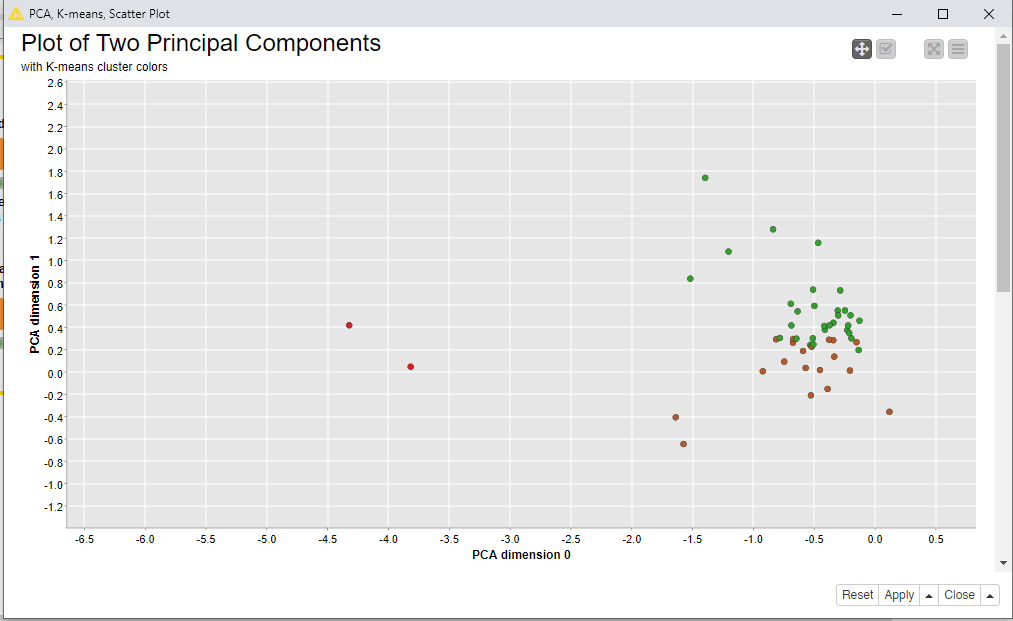 PCA, K-means, Scatter Plot
Plot of Two Principal Components
with K-means cluster colors
2.6
2.4
2.2
2.0
1.8
1.6
1.4
1.2
1.0
0.8
0.6
0.4
0.2
0.0
-0.2
-0.4
-0.6
-0.8
-1.0
-1.2
PCA dimension 1
-6.5 -6.0 -5.5 -5.0 -4.5 -4.0 -3.5 -3.0 -2.5 -2.0 -1.5 -1.0 -0.5 0.0 0.5
PCA dimension 0
Reset Apply Close